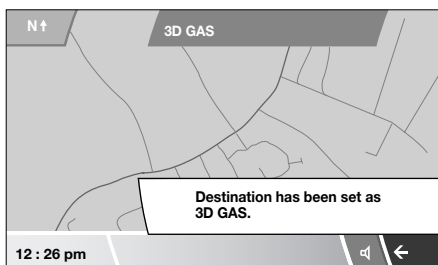 N↑
3D GAS
Destination has been set as
3D GAS.
12 : 26 pm